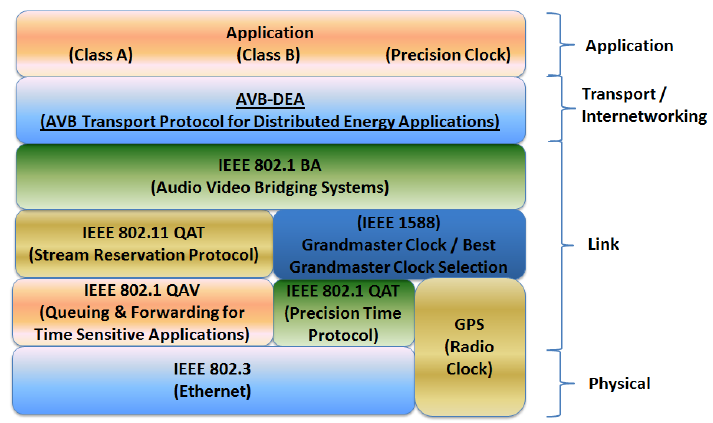 Application
(Class A) (Class B) (Precision Clock)
Application
AVB-DEA
(AVB Transport Protocol for Distributed Energy Applications)
Transport /
Internetworking
IEEE 802.1 BA
(Audio Video Bridging Systems)
IEEE 802.11 QAT
(Stream Reservation Protocol)
(IEEE 1588)
Grandmaster Clock / Best
Grandmaster Clock Selection
Link
IEEE 802.1 QAV
(Queuing & Forwarding for
Time Sensitive Applications)
IEEE 802.1 QAT
(Precision Time
Protocol)
GPS
(Radio
Clock)
IEEE 802.3
(Ethernet)
Physical